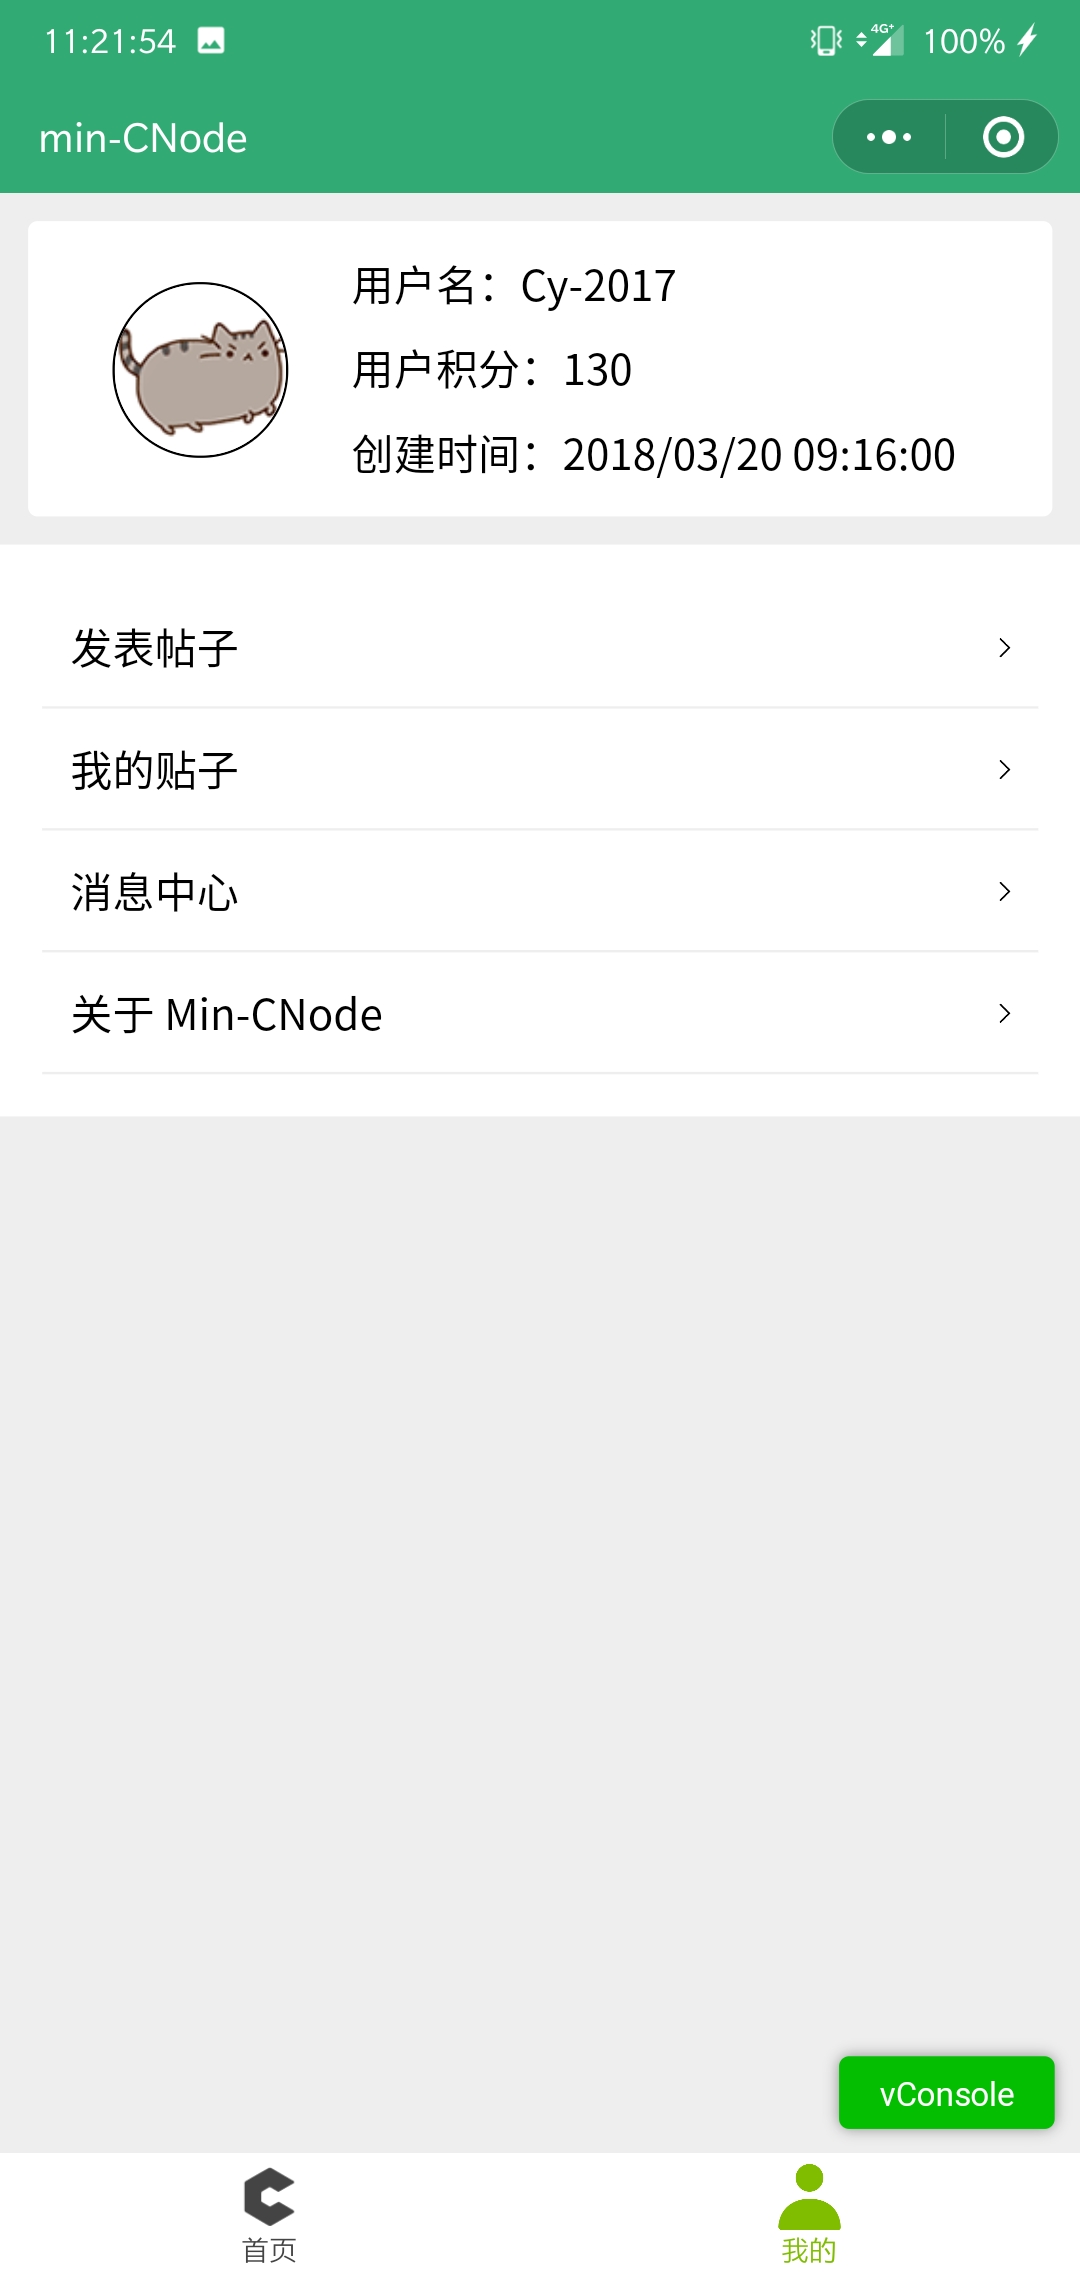 11:21:54
4G+ 100%
min-CNode
用户名：Cy-2017
用户积分：130
创建时间：2018/03/20 09:16:00
发表帖子
我的贴子
消息中心
关于 Min-CNode
vConsole
首页
我的